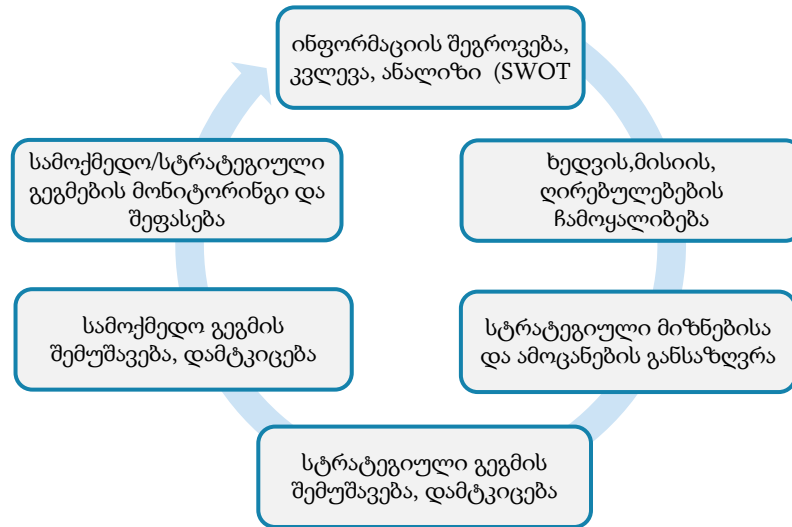 ინფორმაციის შეგროვება,
კვლევა, ანალიზი (SWOT
ხედვის,მისიის,
ღირებულებების
ჩამოყალიბება
სტრატეგიული მიზნებისა
და ამოცანების განსაზღვრა
სტრატეგიული გეგმის
შემუშავება, დამტკიცება
სამოქმედო გეგმის
შემუშავება, დამტკიცება
სამოქმედო/სტრატეგიული
გეგმების მონიტორინგი და
შეფასება